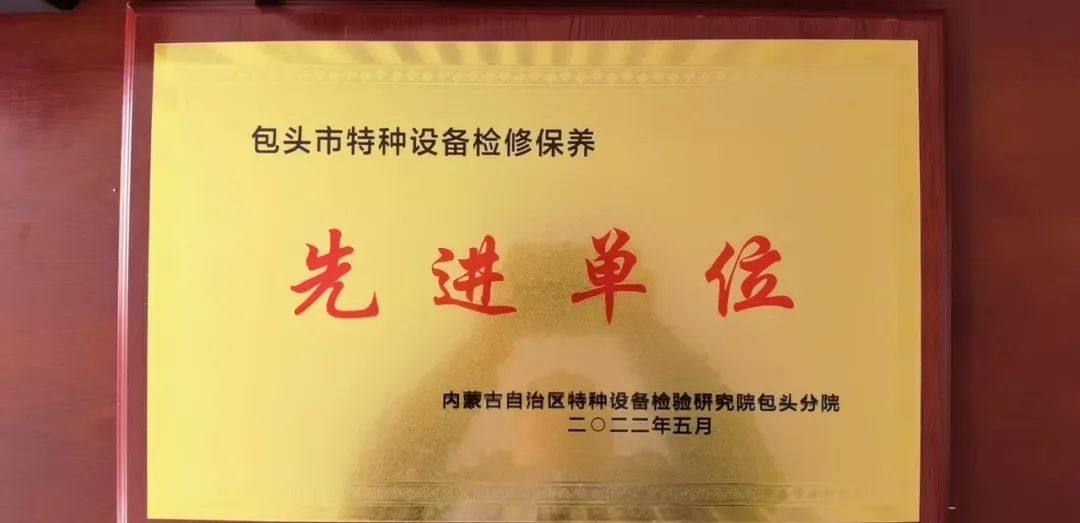 包头市特种设备检修保养
先进单位
内蒙古自治区特种设备检验研究院包头分院
二〇二二年五月